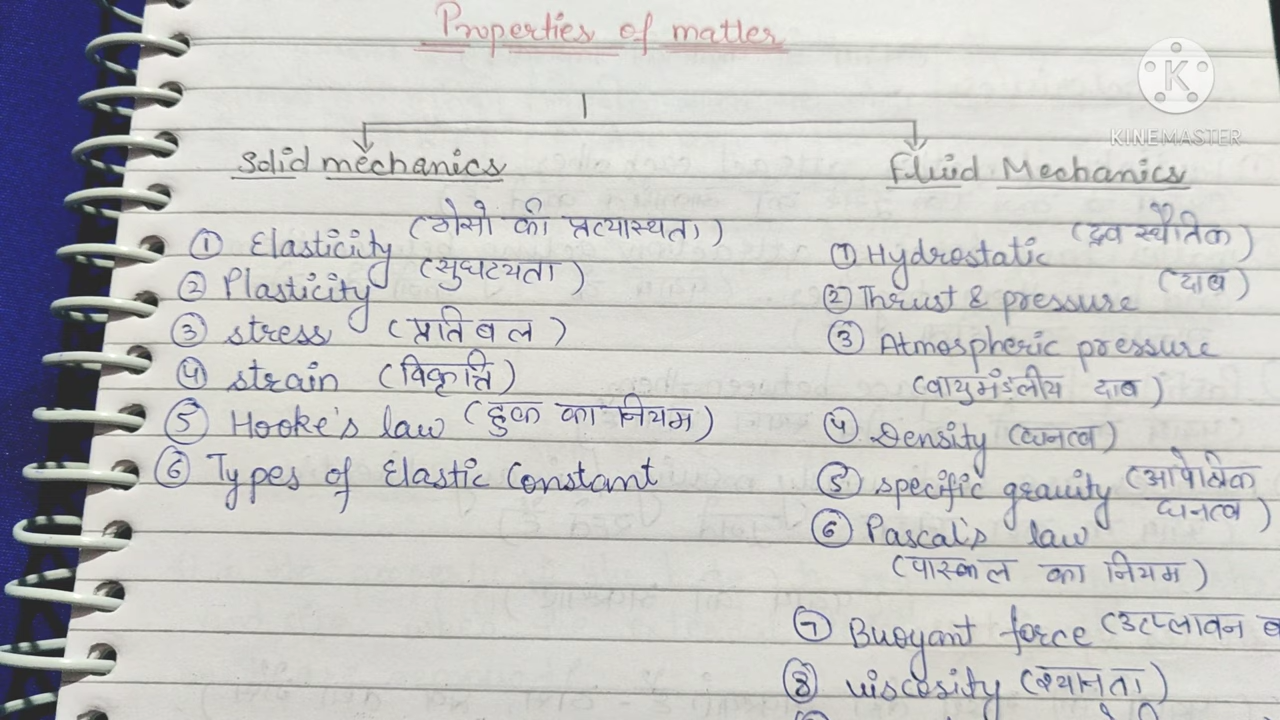 Properties of matter
KINEMASTER
Solid mechanics
① Elasticity (ठोसो की प्रत्यास्थता)
② Plasticity (सुघटयता)
③ stress (प्रतिबल)
④ strain (विकृति)
⑤ Hooke's law (हुक का नियम)
⑥ Types of Elastic Constant
Fluid Mechanics
① Hydrostatic (द्रव स्थैतिक)
② Thrust & pressure (दाब)
③ Atmospheric pressure
(वायुमंडलीय दाब)
④ Density (घनत्व)
⑤ specific gravity (आपेक्षिक
घनत्व)
⑥ Pascal's law
(पास्कल का नियम)
⑦ Buoyant force (उत्प्लावन
⑧ viscosity (श्यानता)